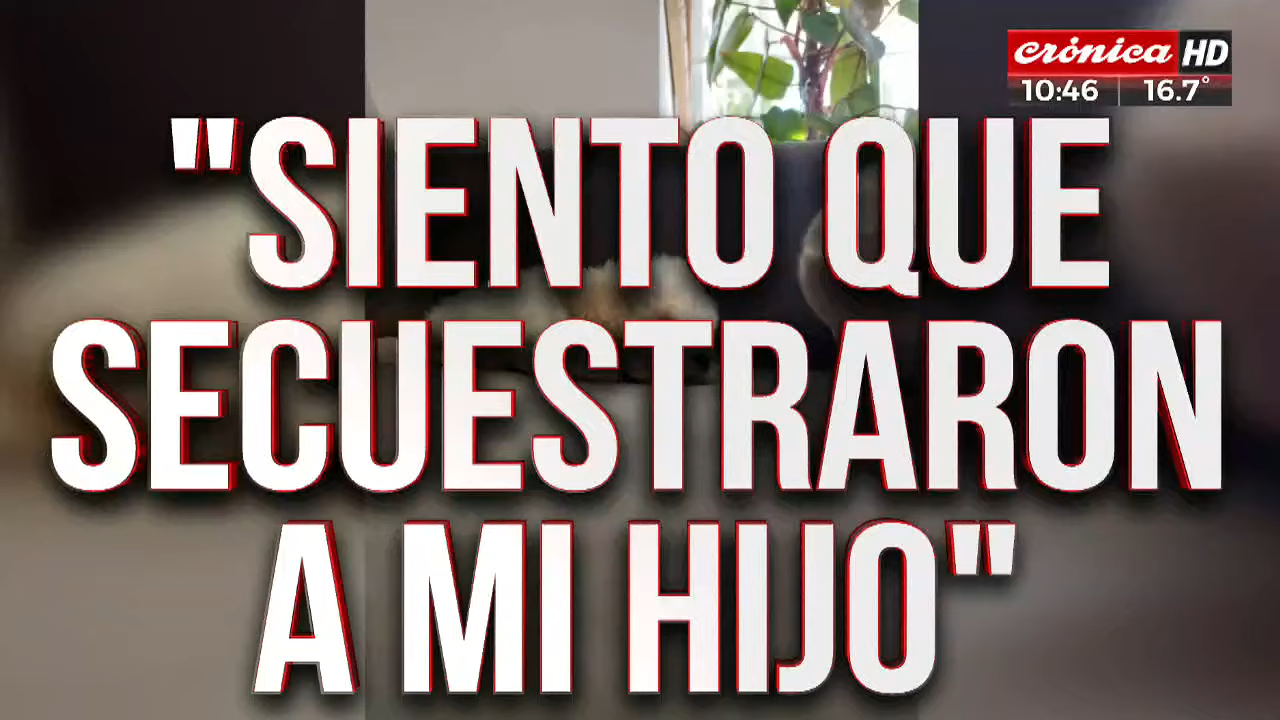 crónica HD
10:46 16.7°
"SIENTO QUE
SECUESTRARON
A MI HIJO"